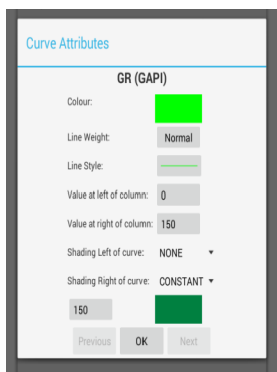 Curve Attributes
GR (GAPI)
Colour:
Line Weight: Normal
Line Style:
Value at left of column: 0
Value at right of column: 150
Shading Left of curve: NONE
Shading Right of curve: CONSTANT
150
Previous OK Next